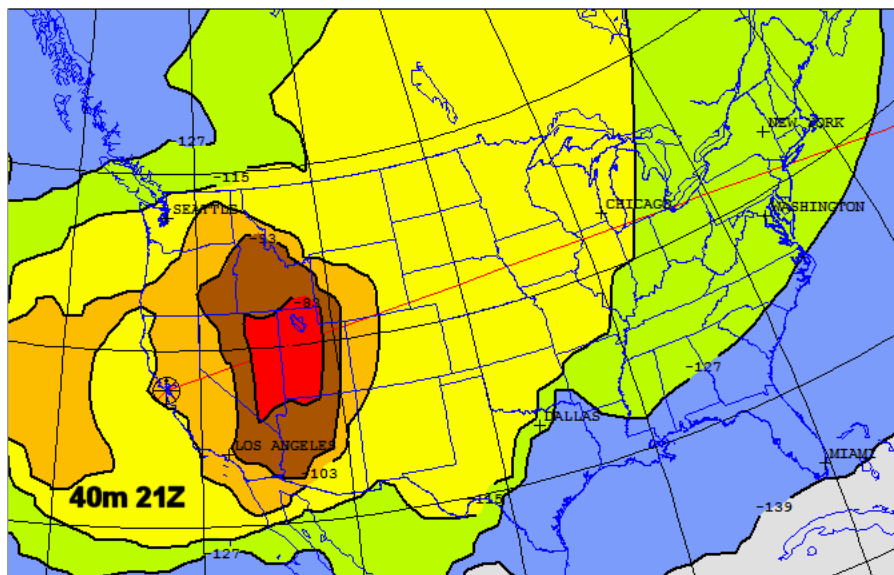 -127
-115
NEW YORK
SEATTLE
CHICAGO
WASHINGTON
-93
-82
-127
DALLAS
LOS ANGELES
MIAMI
-103
40m 21Z
-115
-139
-127